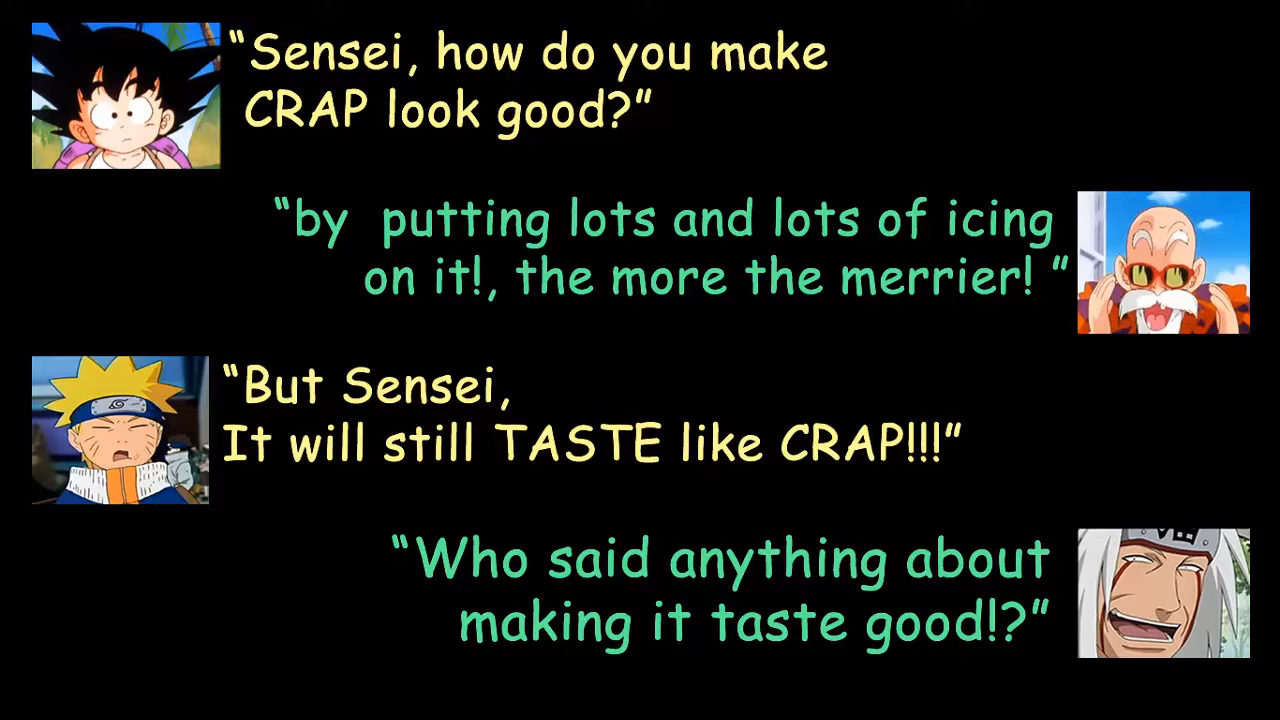 “Sensei, how do you make
CRAP look good?”
“by putting lots and lots of icing
on it!, the more the merrier! ”
“But Sensei,
It will still TASTE like CRAP!!!”
“Who said anything about
making it taste good!?”